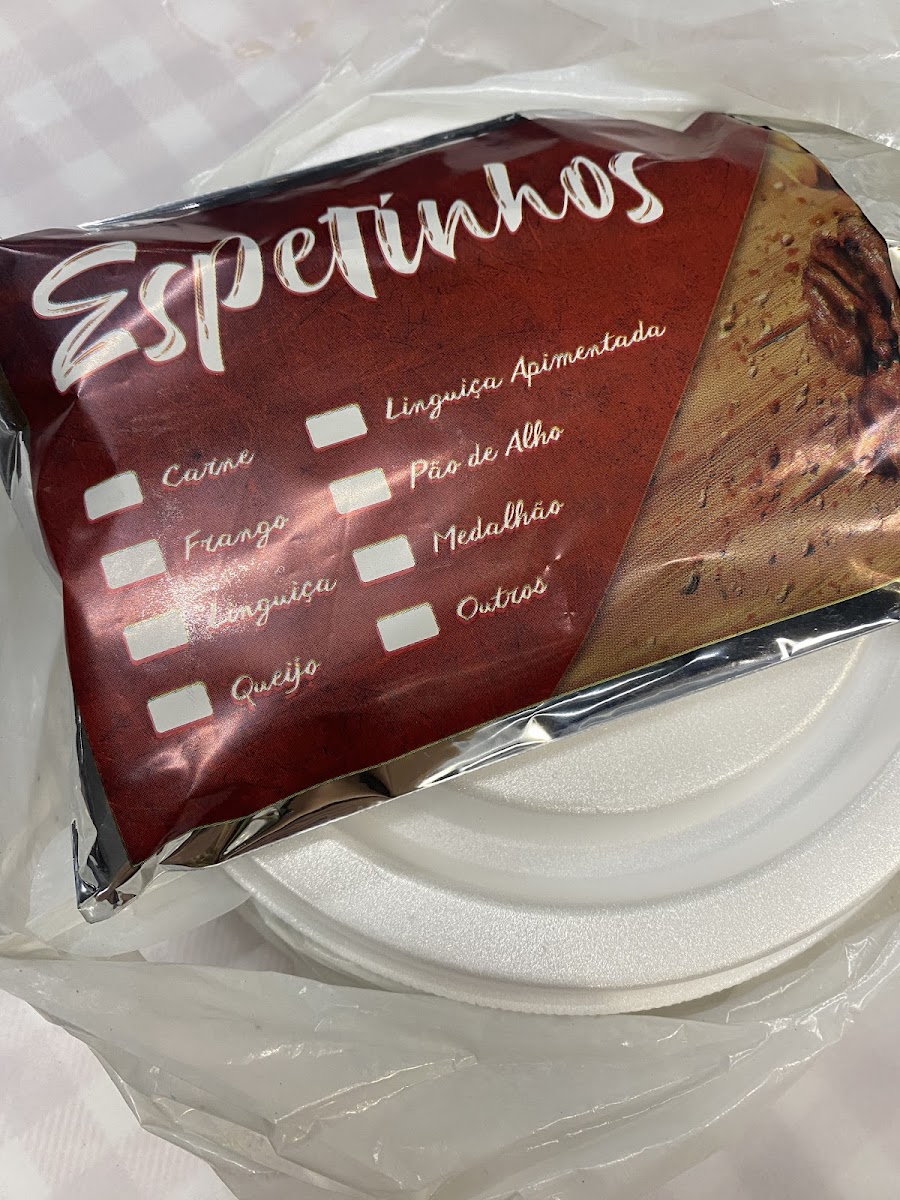 Espetinhos
Carne
Frango
Linguiça
Queijo
Linguiça Apimentada
Pão de Alho
Medalhão
Outros